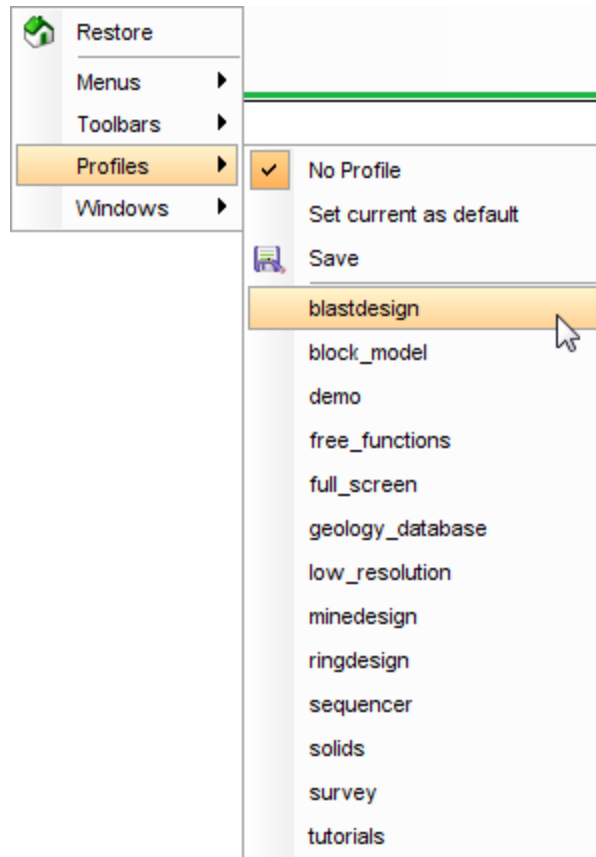 Restore
Menus
Toolbars
Profiles
Windows
No Profile
Set current as default
Save
blastdesign
block_model
demo
free_functions
full_screen
geology_database
low_resolution
minedesign
ringdesign
sequencer
solids
survey
tutorials